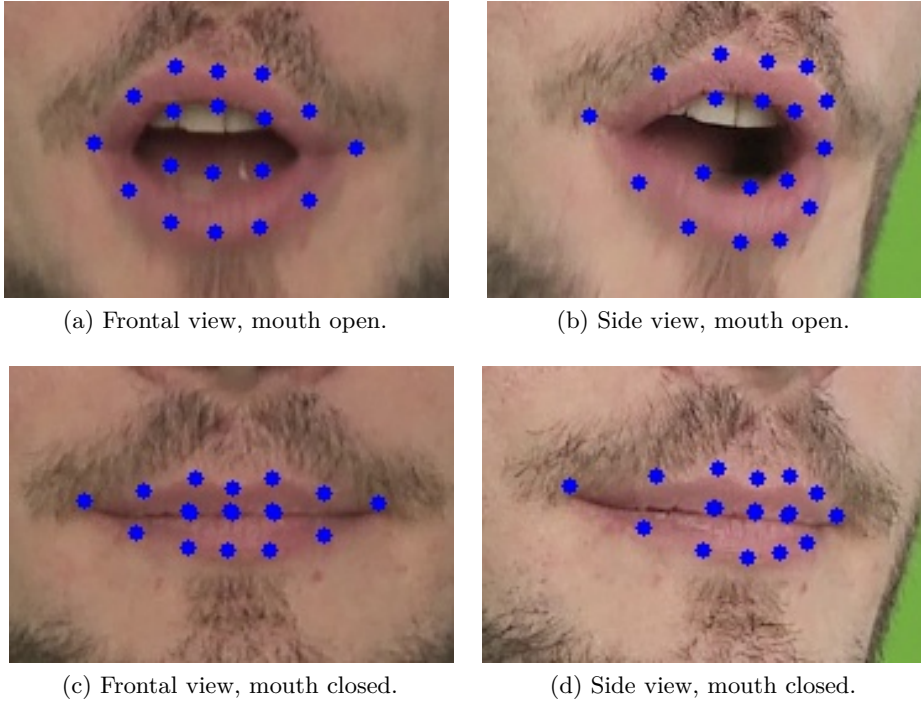 (a) Frontal view, mouth open.
(b) Side view, mouth open.
(c) Frontal view, mouth closed.
(d) Side view, mouth closed.